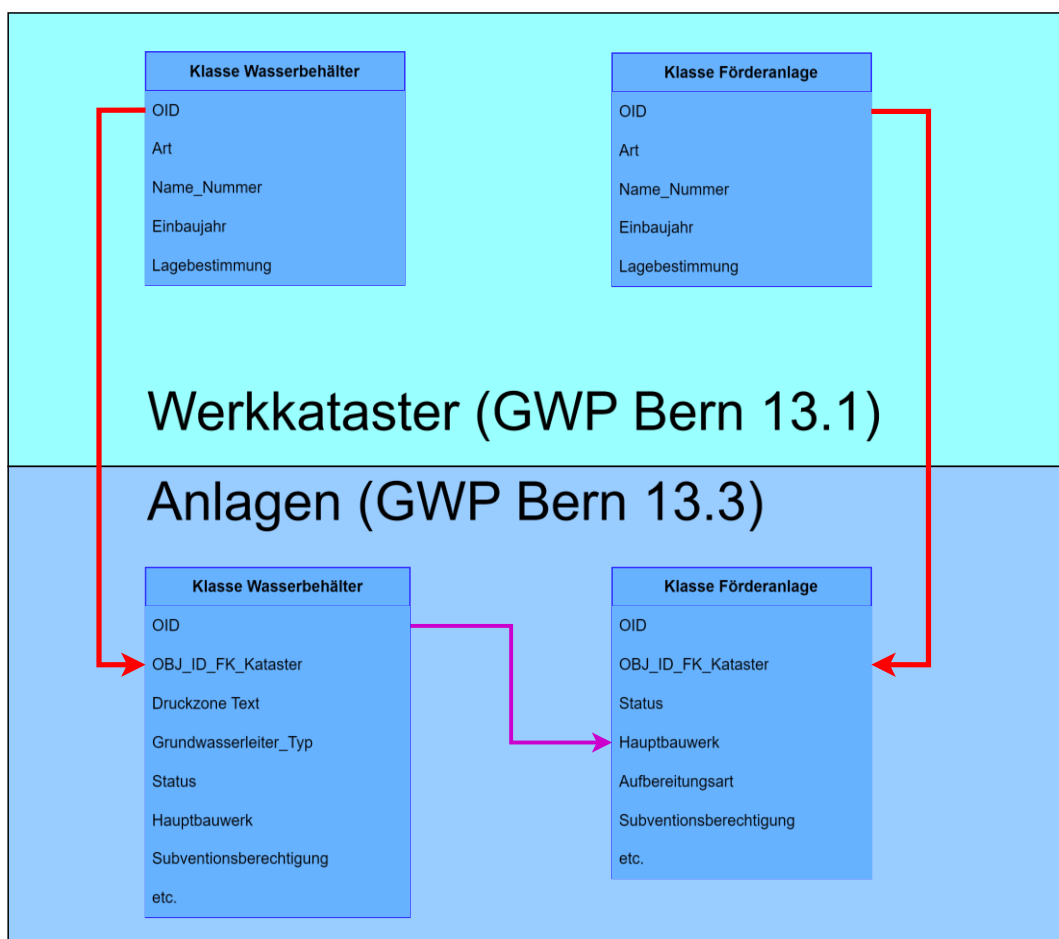 Klasse Wasserbehälter
OID
Art
Name_Nummer
Einbaujahr
Lagebestimmung
Klasse Förderanlage
OID
Art
Name_Nummer
Einbaujahr
Lagebestimmung
Werkkataster (GWP Bern 13.1)
Anlagen (GWP Bern 13.3)
Klasse Wasserbehälter
OID
OBJ_ID_FK_Kataster
Druckzone Text
Grundwasserleiter_Typ
Status
Hauptbauwerk
Subventionsberechtigung
etc.
Klasse Förderanlage
OID
OBJ_ID_FK_Kataster
Status
Hauptbauwerk
Aufbereitungsart
Subventionsberechtigung
etc.